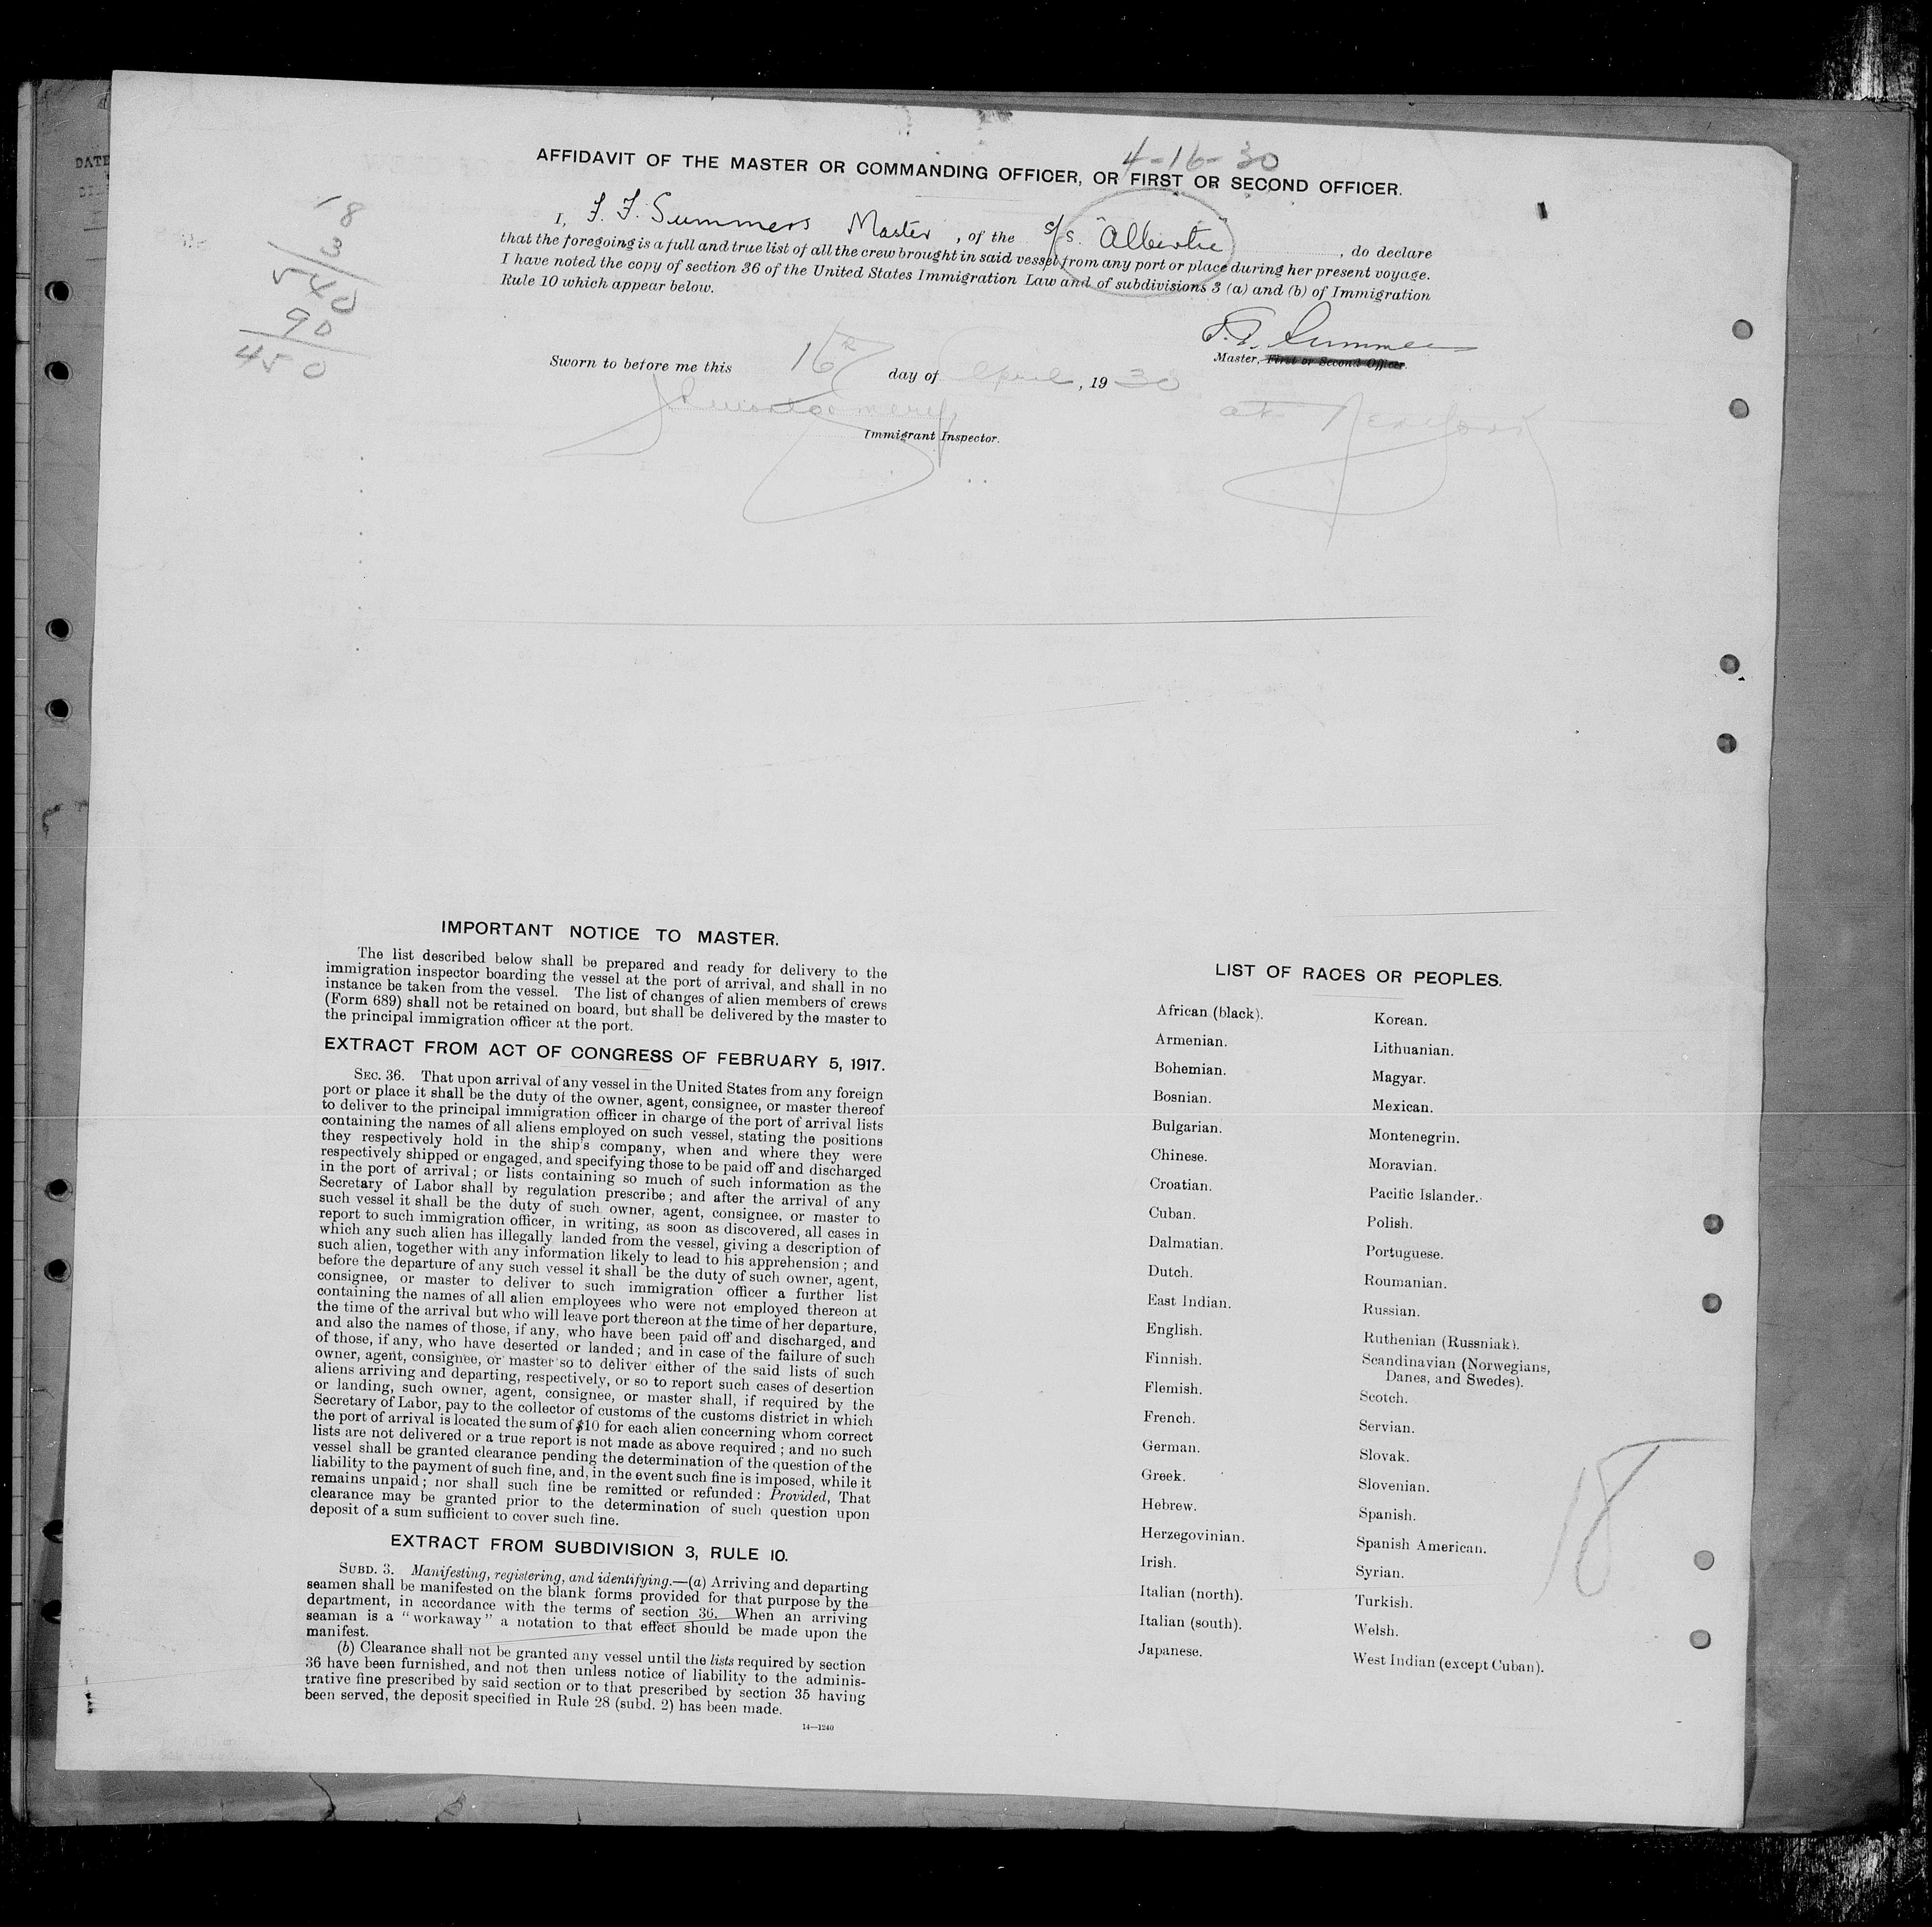 4-16-30
AFFIDAVIT OF THE MASTER OR COMMANDING OFFICER, OR FIRST OR SECOND OFFICER.
I, F. F. Summers Master, of the S/S. "Albertic", do declare
that the foregoing is a full and true list of all the crew brought in said vessel from any port or place during her present voyage.
I have noted the copy of section 36 of the United States Immigration Law and of subdivisions 3 (a) and (b) of Immigration
Rule 10 which appear below.
18
3
540
90
450
F. F. Summers
Master, First or Second Officer.
Sworn to before me this 16 day of April, 19 30
at New York
Immigrant Inspector.
IMPORTANT NOTICE TO MASTER.
The list described below shall be prepared and ready for delivery to the
immigration inspector boarding the vessel at the port of arrival, and shall in no
instance be taken from the vessel. The list of changes of alien members of crews
(Form 689) shall not be retained on board, but shall be delivered by the master to
the principal immigration officer at the port.
EXTRACT FROM ACT OF CONGRESS OF FEBRUARY 5, 1917.
SEC. 36. That upon arrival of any vessel in the United States from any foreign
port or place it shall be the duty of the owner, agent, consignee, or master thereof
to deliver to the principal immigration officer in charge of the port of arrival lists
containing the names of all aliens employed on such vessel, stating the positions
they respectively hold in the ship's company, when and where they were
respectively shipped or engaged, and specifying those to be paid off and discharged
in the port of arrival; or lists containing so much of such information as the
Secretary of Labor shall by regulation prescribe; and after the arrival of any
such vessel it shall be the duty of such owner, agent, consignee, or master to
report to such immigration officer, in writing, as soon as discovered, all cases in
which any such alien has illegally landed from the vessel, giving a description of
such alien, together with any information likely to lead to his apprehension; and
before the departure of any such vessel it shall be the duty of such owner, agent,
consignee, or master to deliver to such immigration officer a further list
containing the names of all alien employees who were not employed thereon at
the time of the arrival but who will leave port thereon at the time of her departure,
and also the names of those, if any, who have been paid off and discharged, and
of those, if any, who have deserted or landed; and in case of the failure of such
owner, agent, consignee, or master so to deliver either of the said lists of such
aliens arriving and departing, respectively, or so to report such cases of desertion
or landing, such owner, agent, consignee, or master shall, if required by the
Secretary of Labor, pay to the collector of customs of the customs district in which
the port of arrival is located the sum of $10 for each alien concerning whom correct
lists are not delivered or a true report is not made as above required; and no such
vessel shall be granted clearance pending the determination of the question of the
liability to the payment of such fine, and, in the event such fine is imposed, while it
remains unpaid; nor shall such fine be remitted or refunded: Provided, That
clearance may be granted prior to the determination of such question upon
deposit of a sum sufficient to cover such fine.
EXTRACT FROM SUBDIVISION 3, RULE 10.
SUBD. 3. Manifesting, registering, and identifying.—(a) Arriving and departing
seamen shall be manifested on the blank forms provided for that purpose by the
department, in accordance with the terms of section 36. When an arriving
seaman is a "workaway" a notation to that effect should be made upon the
manifest.
(b) Clearance shall not be granted any vessel until the lists required by section
36 have been furnished, and not then unless notice of liability to the adminis-
trative fine prescribed by said section or to that prescribed by section 35 having
been served, the deposit specified in Rule 28 (subd. 2) has been made.
14—1240
LIST OF RACES OR PEOPLES.
African (black).
Armenian.
Bohemian.
Bosnian.
Bulgarian.
Chinese.
Croatian.
Cuban.
Dalmatian.
Dutch.
East Indian.
English.
Finnish.
Flemish.
French.
German.
Greek.
Hebrew.
Herzegovinian.
Irish.
Italian (north).
Italian (south).
Japanese.
Korean.
Lithuanian.
Magyar.
Mexican.
Montenegrin.
Moravian.
Pacific Islander.
Polish.
Portuguese.
Roumanian.
Russian.
Ruthenian (Russniak).
Scandinavian (Norwegians,
Danes, and Swedes).
Scotch.
Servian.
Slovak.
Slovenian.
Spanish.
Spanish American.
Syrian.
Turkish.
Welsh.
West Indian (except Cuban).
18